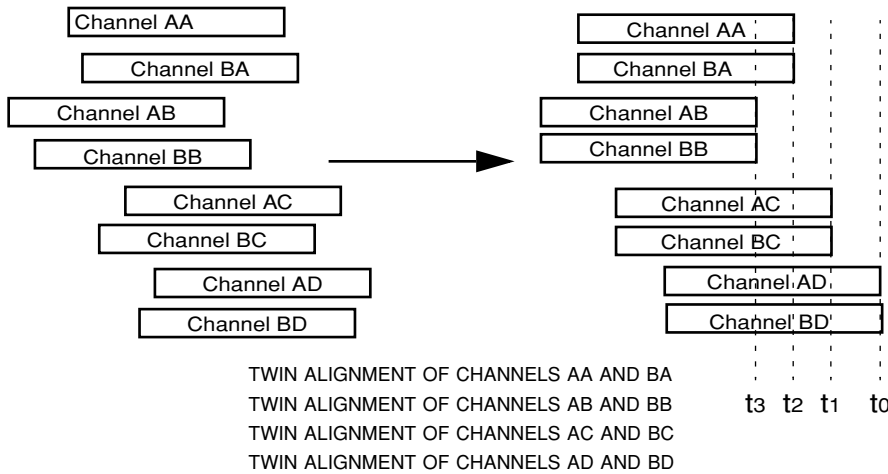 Channel AA
Channel BA
Channel AB
Channel BB
Channel AC
Channel BC
Channel AD
Channel BD
Channel AA
Channel BA
Channel AB
Channel BB
Channel AC
Channel BC
Channel AD
Channel BD
TWIN ALIGNMENT OF CHANNELS AA AND BA
TWIN ALIGNMENT OF CHANNELS AB AND BB
TWIN ALIGNMENT OF CHANNELS AC AND BC
TWIN ALIGNMENT OF CHANNELS AD AND BD
t3 t2 t1 t0